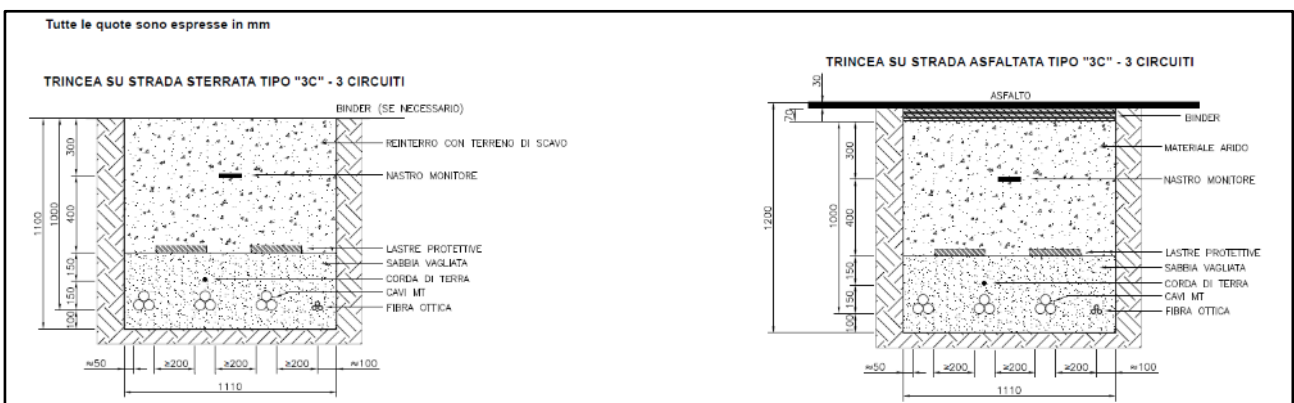 Tutte le quote sono espresse in mm
TRINCEA SU STRADA STERRATA TIPO "3C" - 3 CIRCUITI
BINDER (SE NECESSARIO)
REINTERRO CON TERRENO DI SCAVO
NASTRO MONITORE
LASTRE PROTETTIVE
SABBIA VAGLIATA
CORDA DI TERRA
CAVI MT
FIBRA OTTICA
1100
1000
300
400
150
150
100
≈50
≥200
≥200
≥200
≈100
1110
TRINCEA SU STRADA ASFALTATA TIPO "3C" - 3 CIRCUITI
30
ASFALTO
70
BINDER
MATERIALE ARIDO
NASTRO MONITORE
LASTRE PROTETTIVE
SABBIA VAGLIATA
CORDA DI TERRA
CAVI MT
FIBRA OTTICA
1200
1000
300
400
150
150
100
≈50
≥200
≥200
≥200
≈100
1110